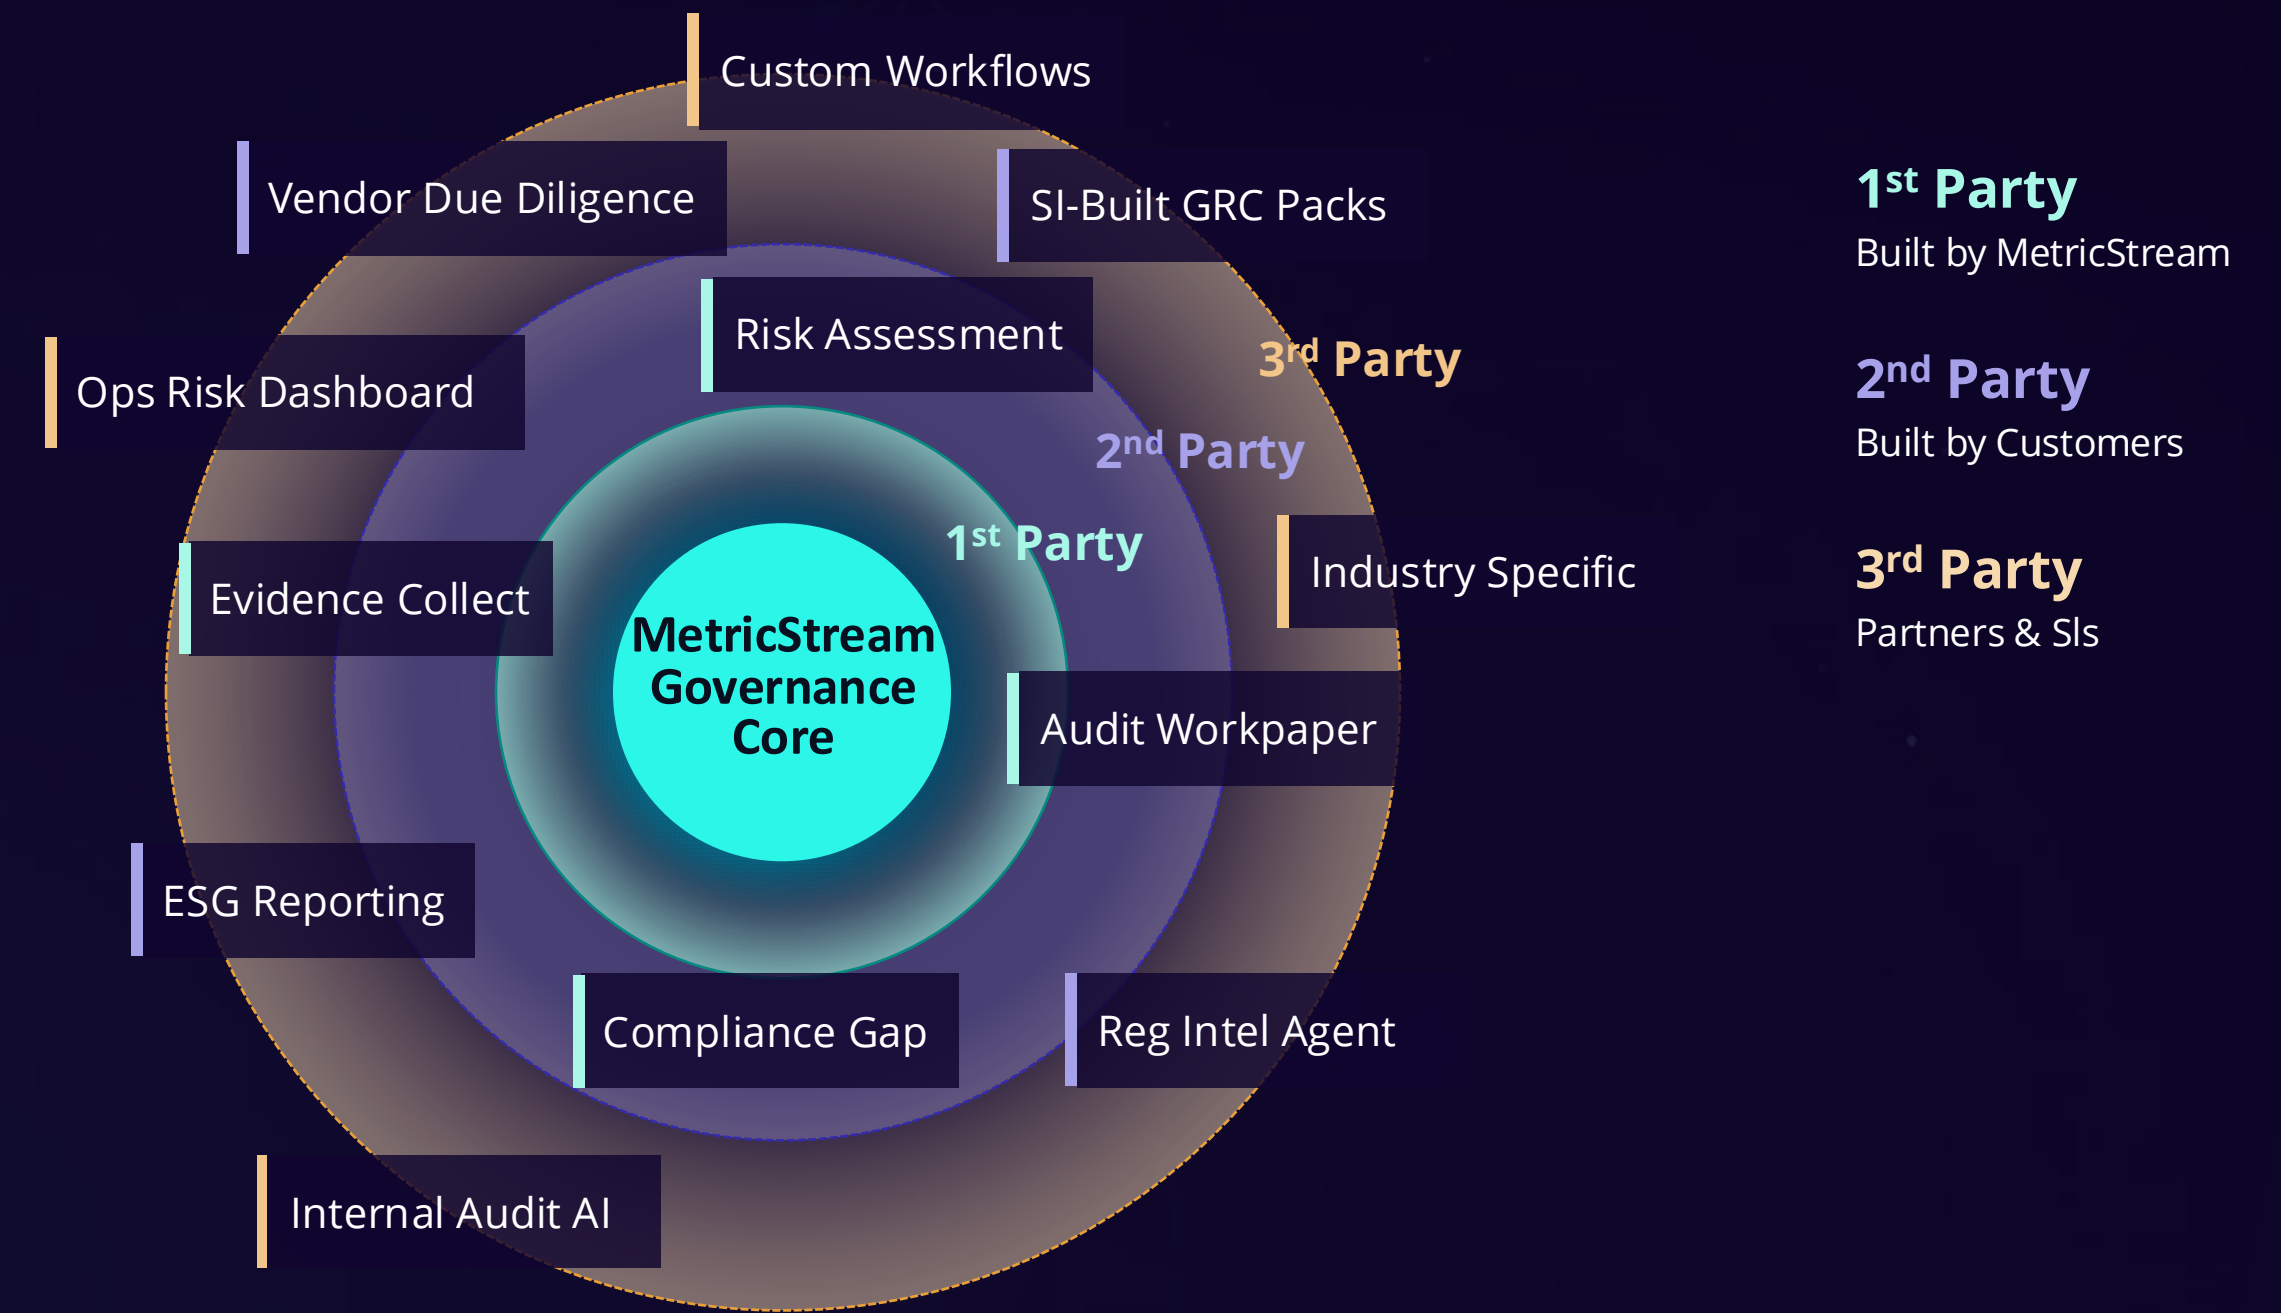 Custom Workflows
Vendor Due Diligence
SI-Built GRC Packs
Risk Assessment
3rd Party
Ops Risk Dashboard
2nd Party
1st Party
Industry Specific
Evidence Collect
MetricStream
Governance
Core
Audit Workpaper
ESG Reporting
Compliance Gap
Reg Intel Agent
Internal Audit AI
1st Party
Built by MetricStream
2nd Party
Built by Customers
3rd Party
Partners & SIs